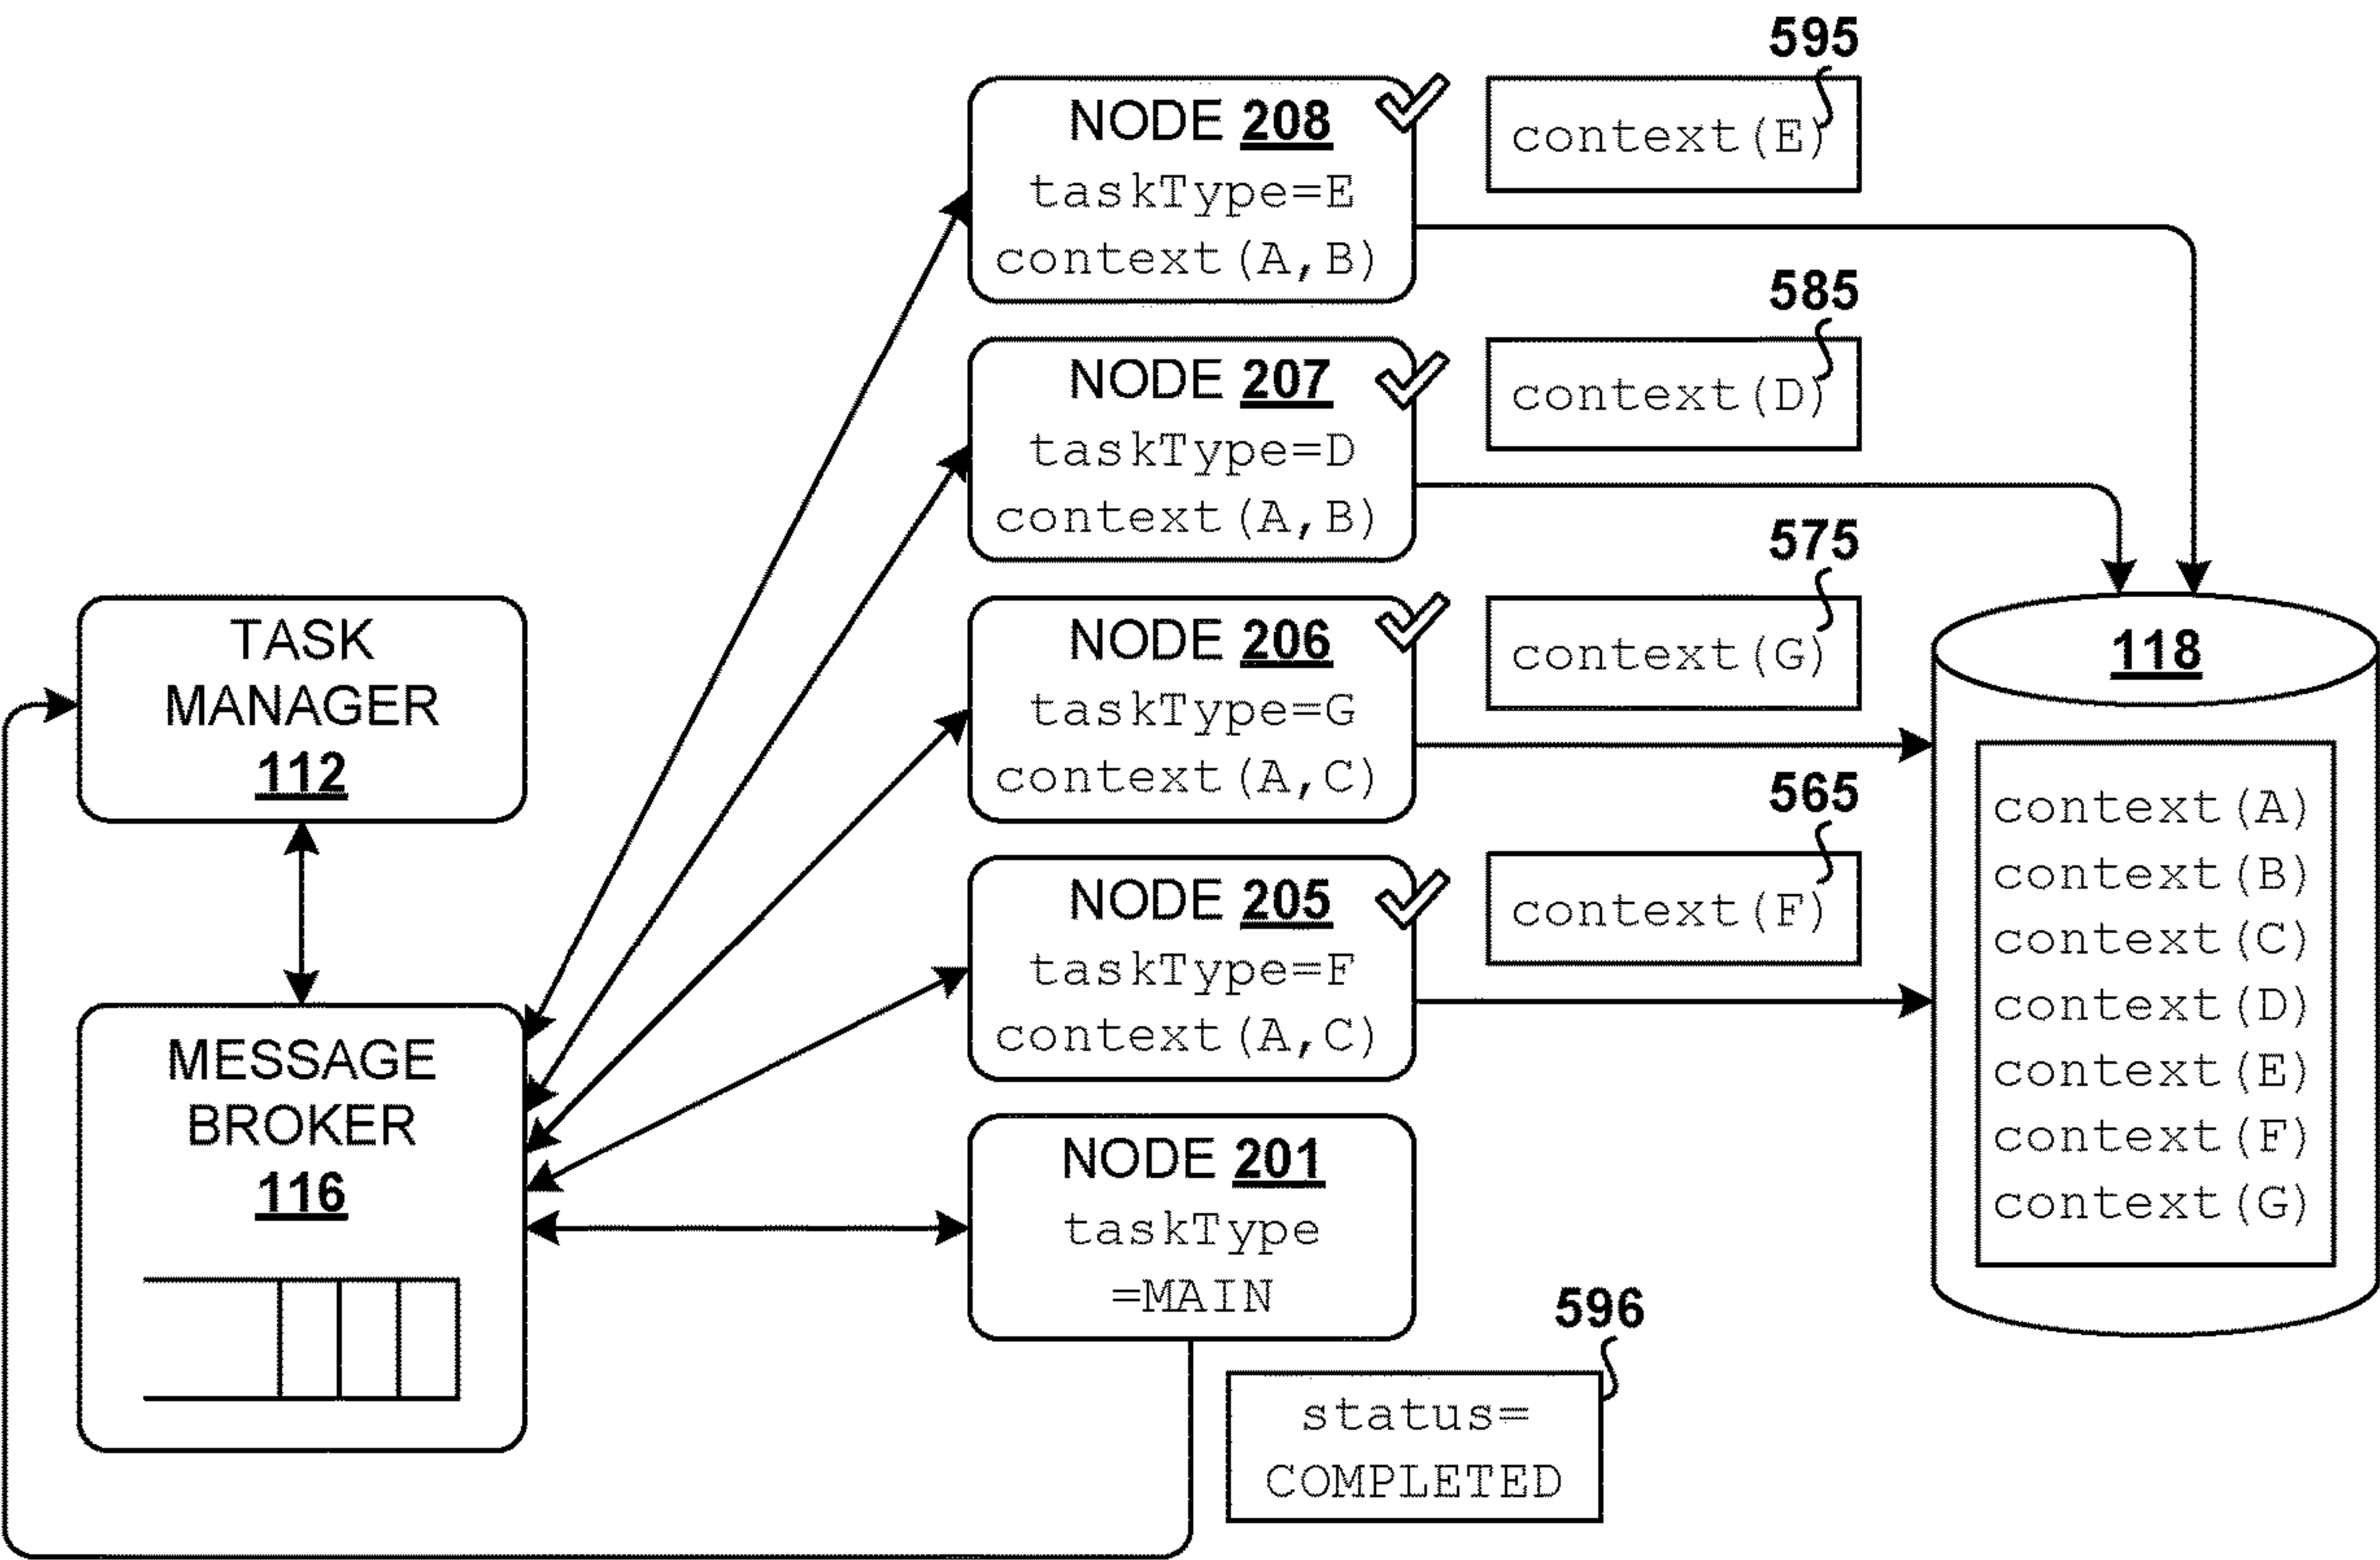 595
NODE 208
taskType=E
context(A,B)
context(E)
585
NODE 207
taskType=D
context(A,B)
context(D)
575
NODE 206
taskType=G
context(A,C)
context(G)
565
NODE 205
taskType=F
context(A,C)
context(F)
TASK
MANAGER
112
MESSAGE
BROKER
116
NODE 201
taskType
=MAIN
596
status=
COMPLETED
118
context(A)
context(B)
context(C)
context(D)
context(E)
context(F)
context(G)